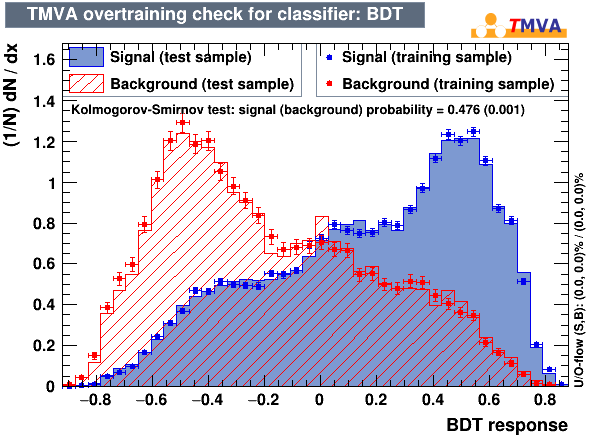 TMVA overtraining check for classifier: BDT
TMVA
Signal (test sample)
Signal (training sample)
Background (test sample)
Background (training sample)
Kolmogorov-Smirnov test: signal (background) probability = 0.476 (0.001)
(1/N) dN / dx
1.6
1.4
1.2
1
0.8
0.6
0.4
0.2
0
−0.8 −0.6 −0.4 −0.2 0 0.2 0.4 0.6 0.8
BDT response
U/O-flow (S,B): (0.0, 0.0)% / (0.0, 0.0)%